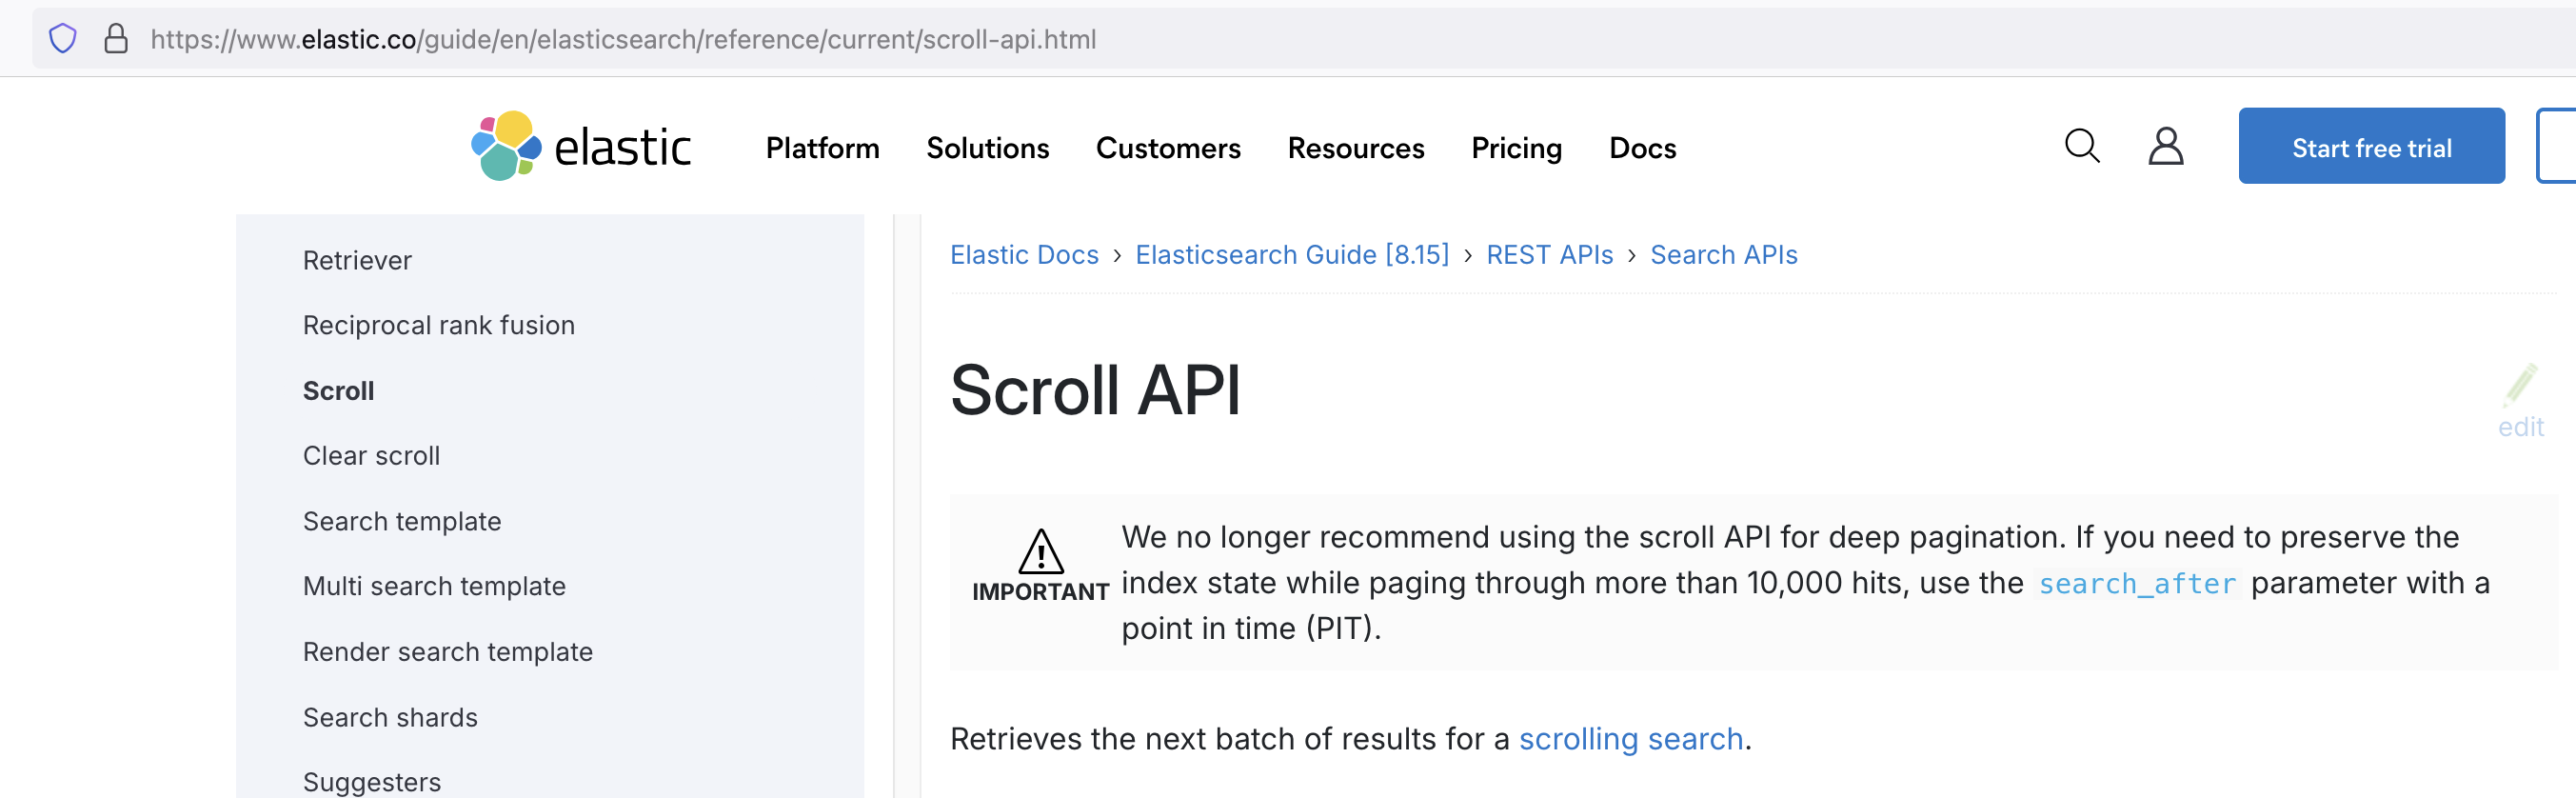 https://www.elastic.co/guide/en/elasticsearch/reference/current/scroll-api.html
elastic Platform Solutions Customers Resources Pricing Docs Start free trial
Retriever
Reciprocal rank fusion
Scroll
Clear scroll
Search template
Multi search template
Render search template
Search shards
Suggesters
Elastic Docs › Elasticsearch Guide [8.15] › REST APIs › Search APIs
Scroll API
edit
IMPORTANT
We no longer recommend using the scroll API for deep pagination. If you need to preserve the
index state while paging through more than 10,000 hits, use the search_after parameter with a
point in time (PIT).
Retrieves the next batch of results for a scrolling search.